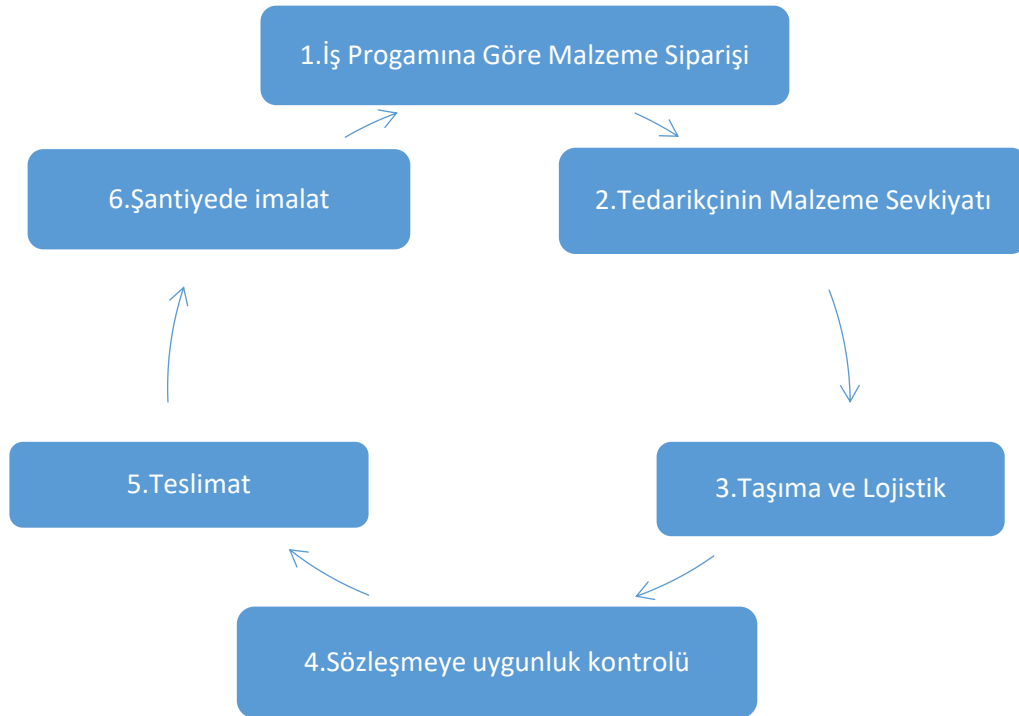 1.İş Progamına Göre Malzeme Siparişi
2.Tedarikçinin Malzeme Sevkiyatı
3.Taşıma ve Lojistik
4.Sözleşmeye uygunluk kontrolü
5.Teslimat
6.Şantiyede imalat